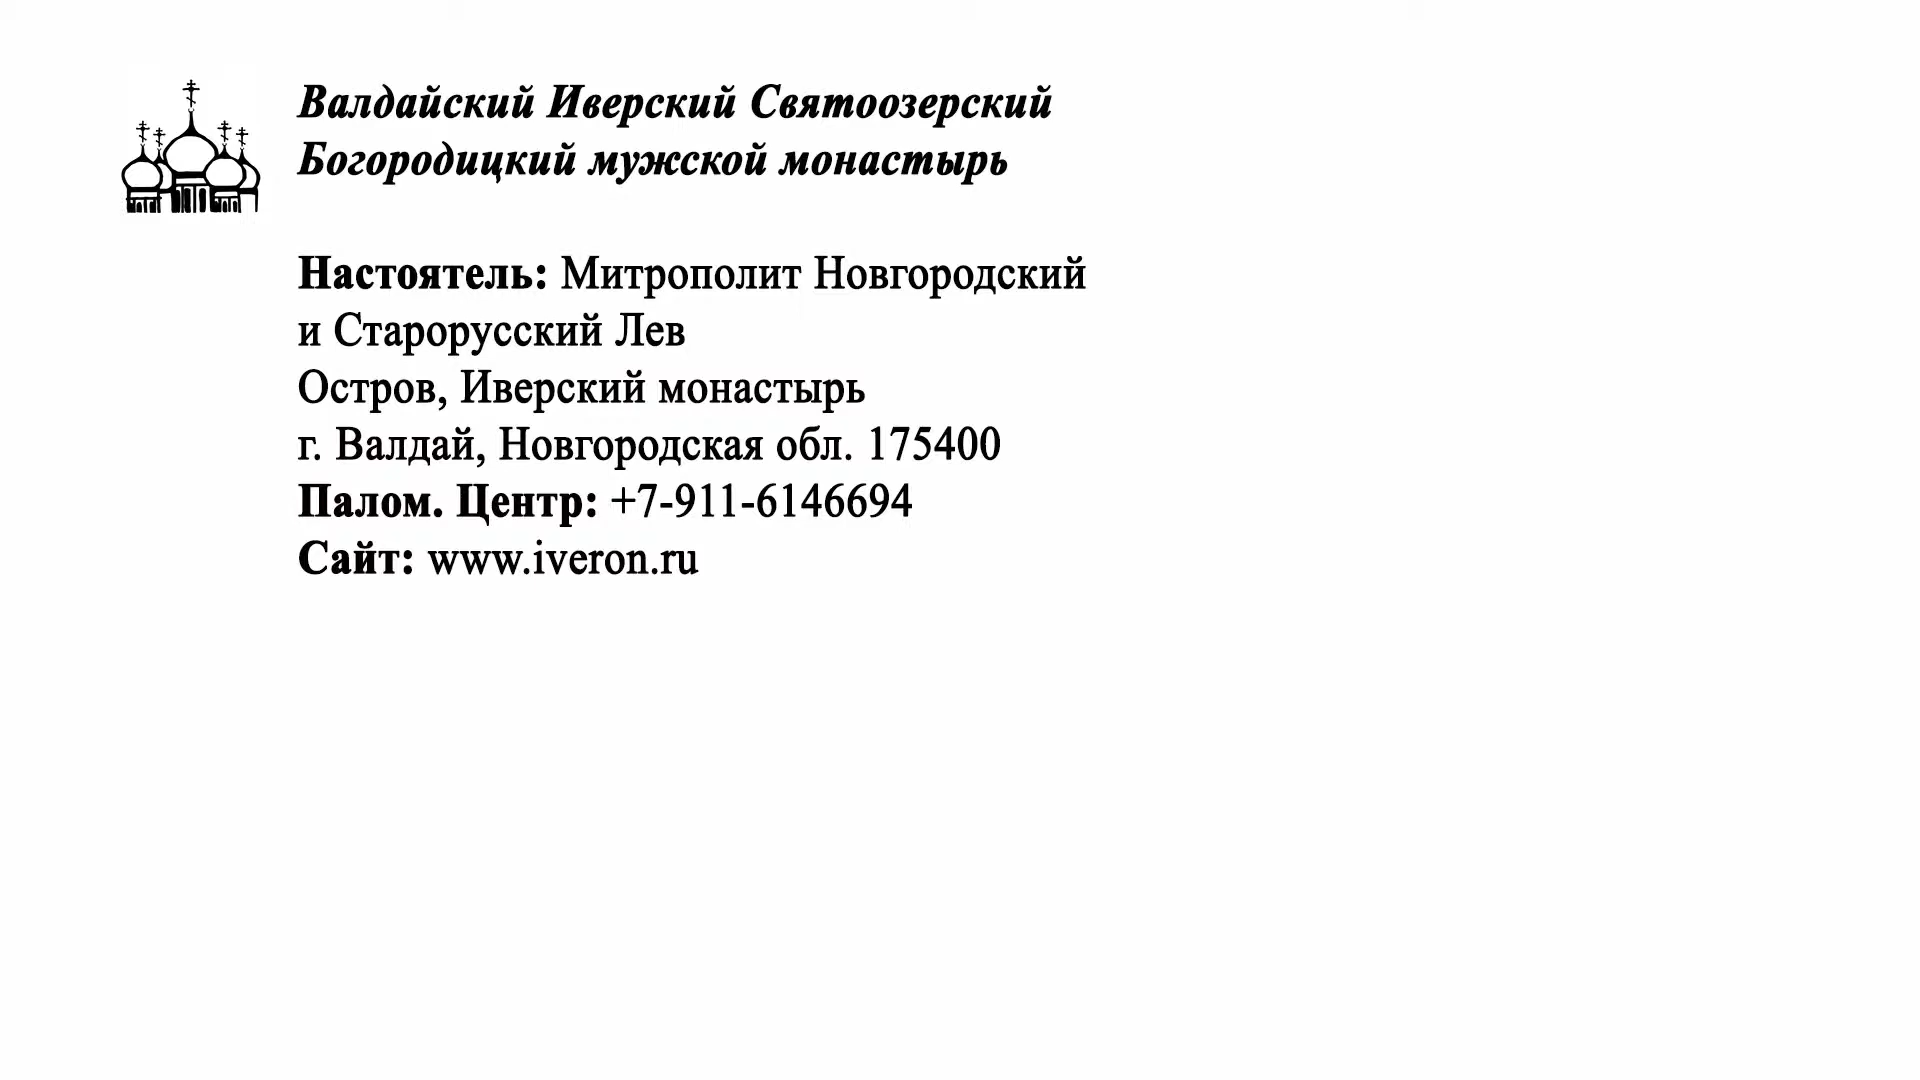 Валдайский Иверский Святоозерский
Богородицкий мужской монастырь
Настоятель: Митрополит Новгородский
и Старорусский Лев
Остров, Иверский монастырь
г. Валдай, Новгородская обл. 175400
Палом. Центр: +7-911-6146694
Сайт: www.iveron.ru